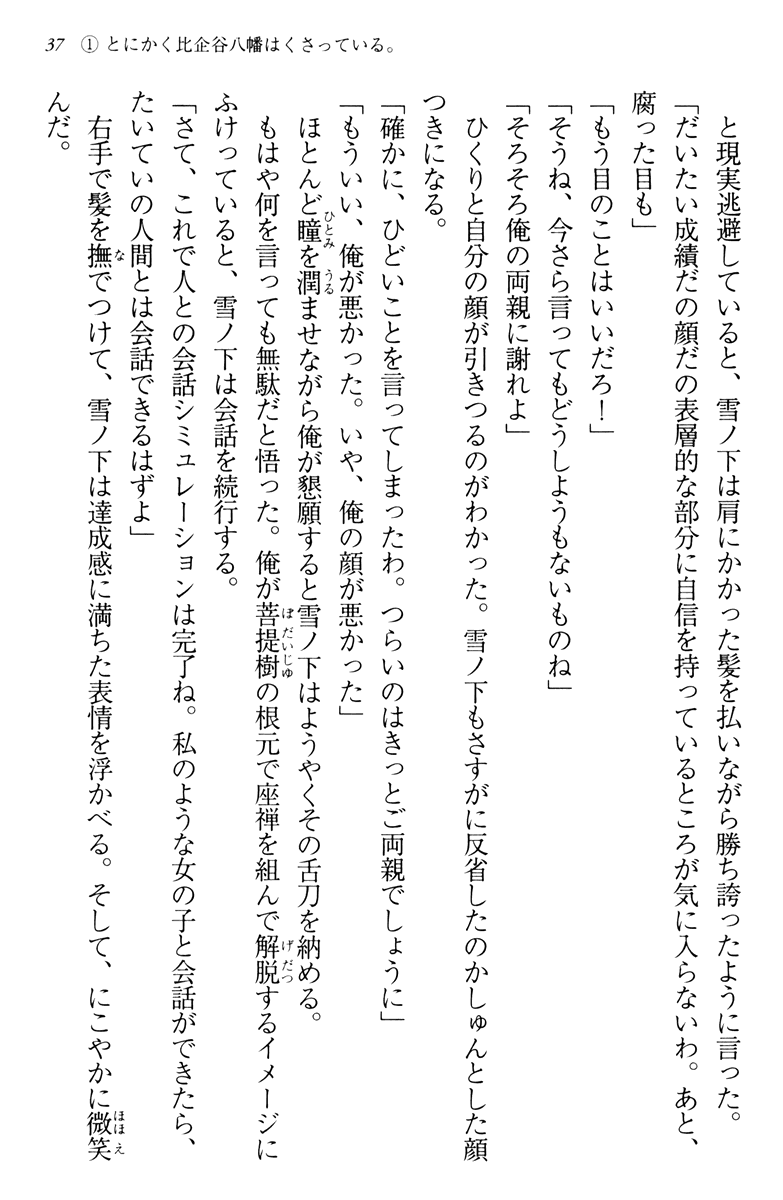 37　① とにかく比企谷八幡はくさっている。
　と現実逃避していると、雪ノ下は肩にかかった髪を払いながら勝ち誇ったように言った。
「だいたい成績だの顔だの表層的な部分に自信を持っているところが気に入らないわ。あと、
腐った目も」
「もう目のことはいいだろ！」
「そうね、今さら言ってもどうしようもないものね」
「そろそろ俺の両親に謝れよ」
　ひくりと自分の顔が引きつるのがわかった。雪ノ下もさすがに反省したのかしゅんとした顔
つきになる。
「確かに、ひどいことを言ってしまったわ。つらいのはきっとご両親でしょうに」
「もういい、俺が悪かった。いや、俺の顔が悪かった」
　ほとんど瞳ひとみを潤うるませながら俺が懇願すると雪ノ下はようやくその舌刀を納める。
　もはや何を言っても無駄だと悟った。俺が菩提樹ぼだいじゅの根元で座禅を組んで解脱げだつするイメージに
ふけっていると、雪ノ下は会話を続行する。
「さて、これで人との会話シミュレーションは完了ね。私のような女の子と会話ができたら、
たいていの人間とは会話できるはずよ」
　右手で髪を撫なでつけて、雪ノ下は達成感に満ちた表情を浮かべる。そして、にこやかに微笑ほほえ
んだ。